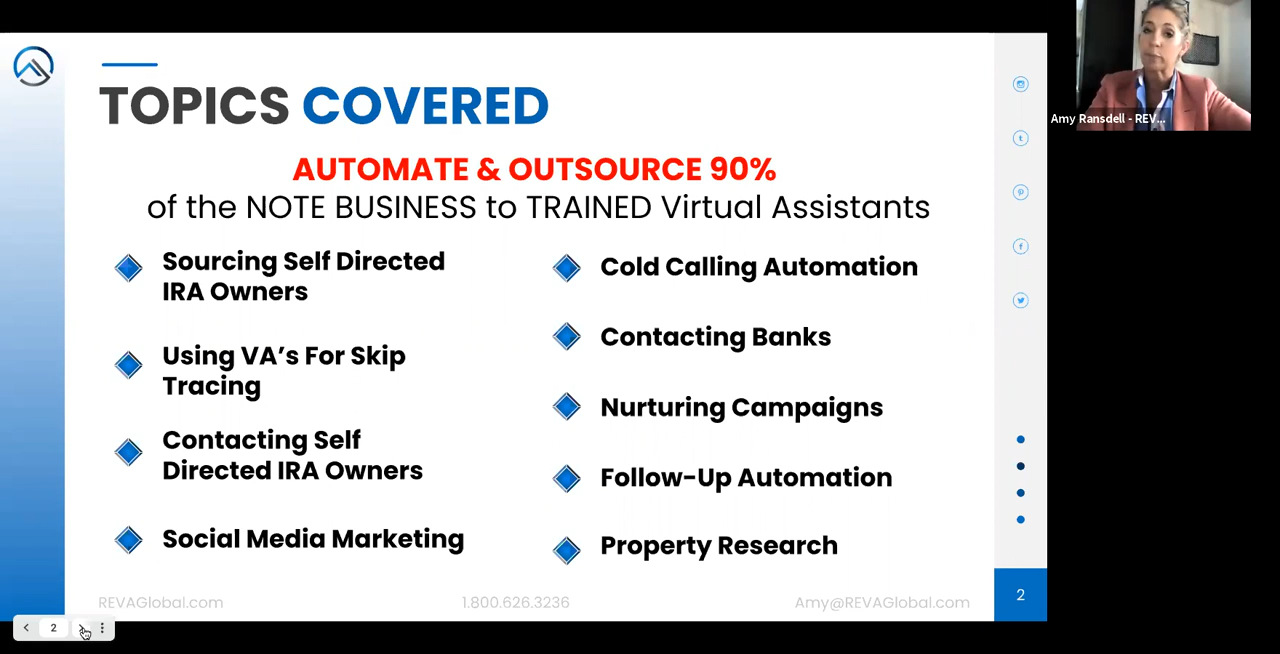 TOPICS COVERED
AUTOMATE & OUTSOURCE 90%
of the NOTE BUSINESS to TRAINED Virtual Assistants
Sourcing Self Directed
IRA Owners
Using VA’s For Skip
Tracing
Contacting Self
Directed IRA Owners
Social Media Marketing
Cold Calling Automation
Contacting Banks
Nurturing Campaigns
Follow-Up Automation
Property Research
REVAGlobal.com
1.800.626.3236
Amy@REVAGlobal.com
2
2
Amy Ransdell - REV...